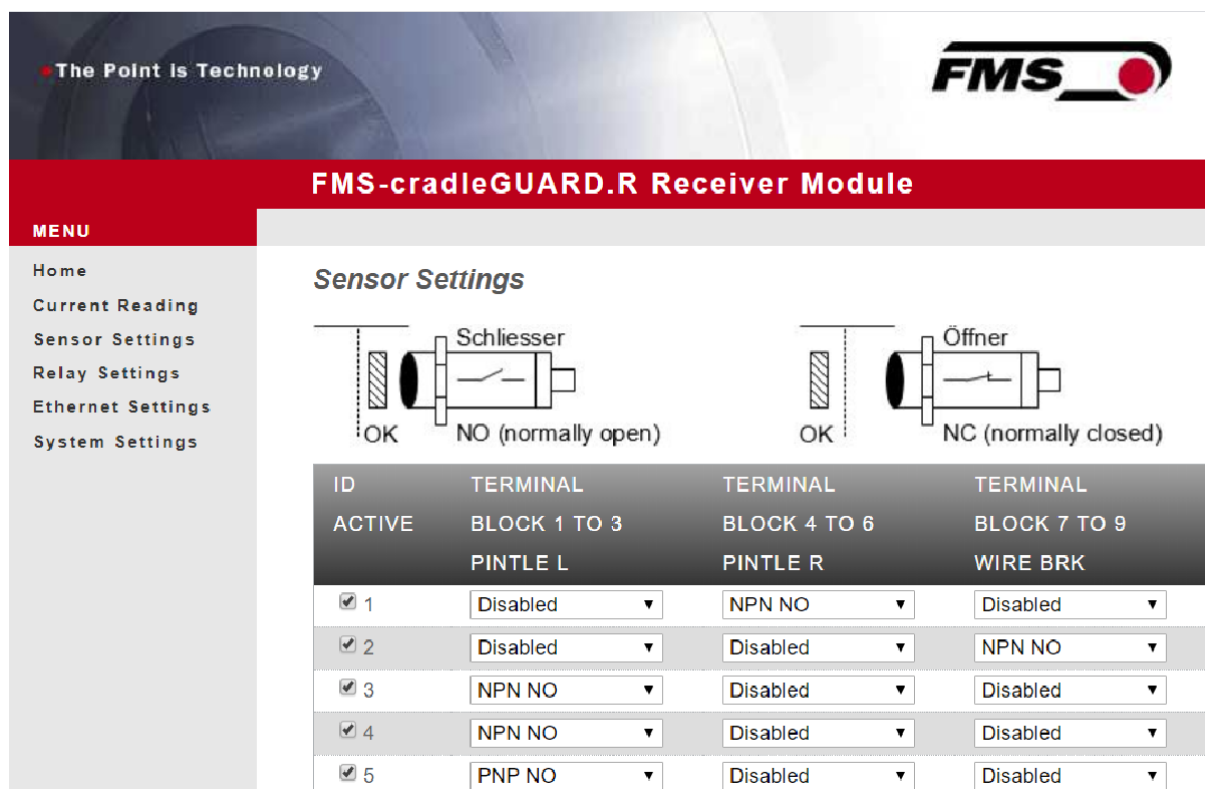 The Point is Technology
FMS
FMS-cradleGUARD.R Receiver Module
MENU
Home
Current Reading
Sensor Settings
Relay Settings
Ethernet Settings
System Settings
Sensor Settings
Schliesser
OK
NO (normally open)
Öffner
OK
NC (normally closed)
ID TERMINAL TERMINAL TERMINAL
ACTIVE BLOCK 1 TO 3 BLOCK 4 TO 6 BLOCK 7 TO 9
PINTLE L PINTLE R WIRE BRK
1 Disabled NPN NO Disabled
2 Disabled Disabled NPN NO
3 NPN NO Disabled Disabled
4 NPN NO Disabled Disabled
5 PNP NO Disabled Disabled